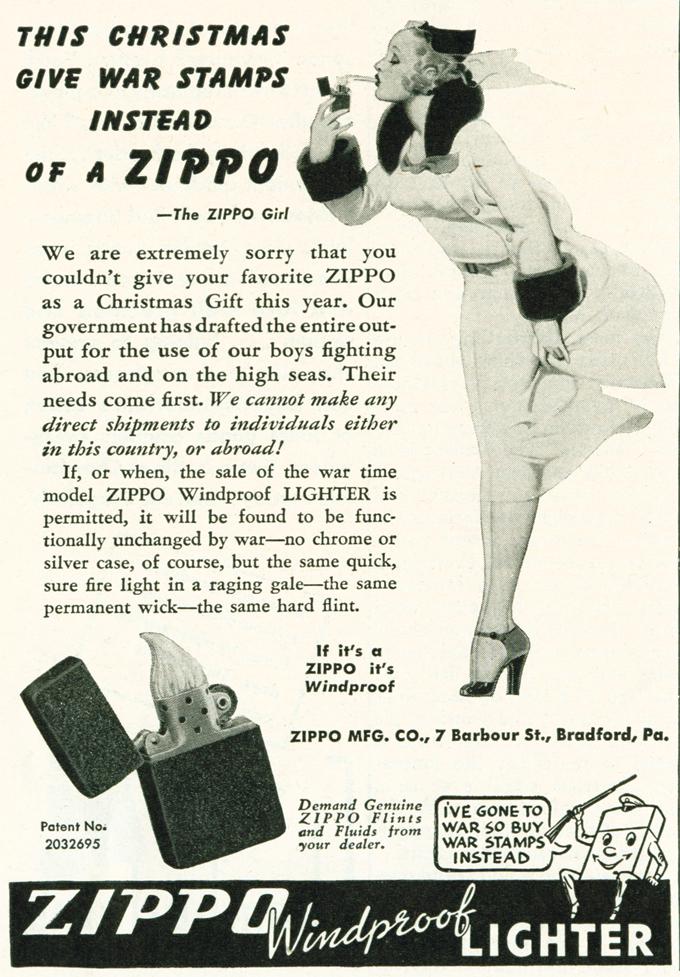 THIS CHRISTMAS
GIVE WAR STAMPS
INSTEAD
OF A ZIPPO
—The ZIPPO Girl
We are extremely sorry that you
couldn't give your favorite ZIPPO
as a Christmas Gift this year. Our
government has drafted the entire out-
put for the use of our boys fighting
abroad and on the high seas. Their
needs come first. We cannot make any
direct shipments to individuals either
in this country, or abroad!
If, or when, the sale of the war time
model ZIPPO Windproof LIGHTER is
permitted, it will be found to be func-
tionally unchanged by war—no chrome or
silver case, of course, but the same quick,
sure fire light in a raging gale—the same
permanent wick—the same hard flint.
If it's a
ZIPPO it's
Windproof
ZIPPO MFG. CO., 7 Barbour St., Bradford, Pa.
Patent No.
2032695
Demand Genuine
ZIPPO Flints
and Fluids from
your dealer.
I'VE GONE TO
WAR SO BUY
WAR STAMPS
INSTEAD
ZIPPO Windproof LIGHTER